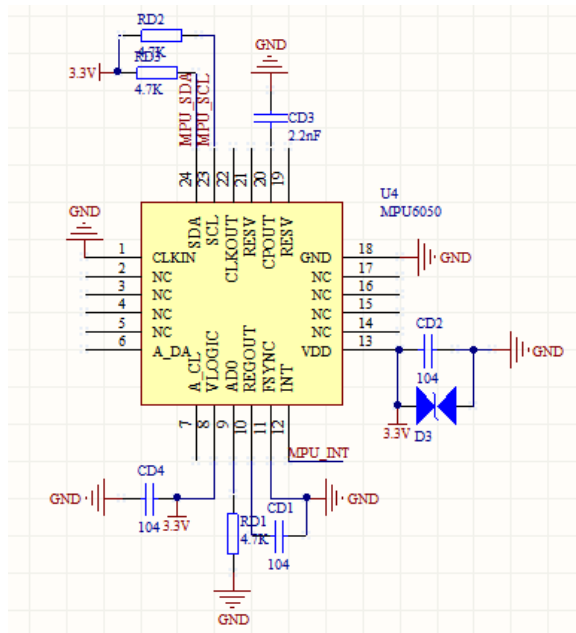 RD2
4.7K
RD3
3.3V
4.7K
GND
MPU_SDA
MPU_SCL
CD3
2.2nF
24
23
22
21
20
19
U4
MPU6050
SDA
SCL
CLKOUT
RESV
CPOUT
RESV
GND
1
CLKIN
2
NC
3
NC
4
NC
5
NC
6
A_DA
GND
18
GND
NC
17
NC
16
NC
15
NC
14
VDD
13
CD2
104
GND
3.3V
D3
A_CL
VLOGIC
AD0
REGOUT
FSYNC
INT
7
8
9
10
11
12
MPU_INT
CD4
GND
104
3.3V
RD1
4.7K
CD1
104
GND
GND